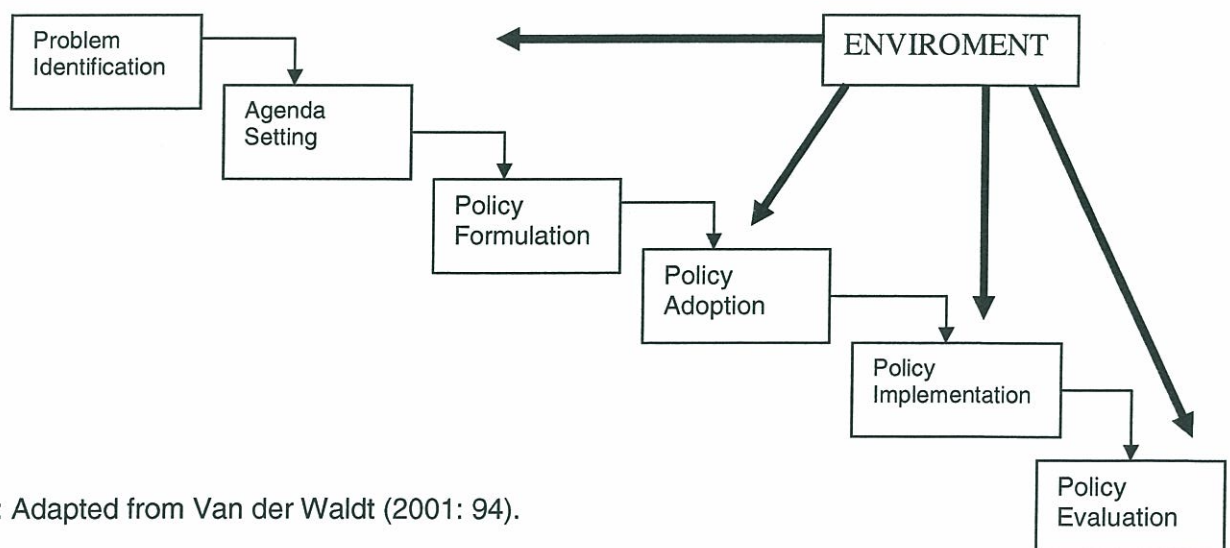 Problem
Identification
ENVIROMENT
Agenda
Setting
Policy
Formulation
Policy
Adoption
Policy
Implementation
Policy
Evaluation
: Adapted from Van der Waldt (2001: 94).